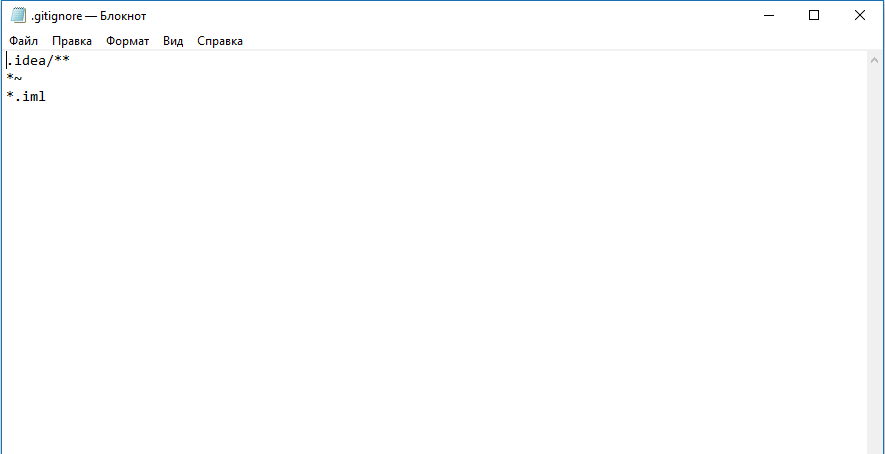 .gitignore — Блокнот
Файл Правка Формат Вид Справка
.idea/**
*~
*.iml